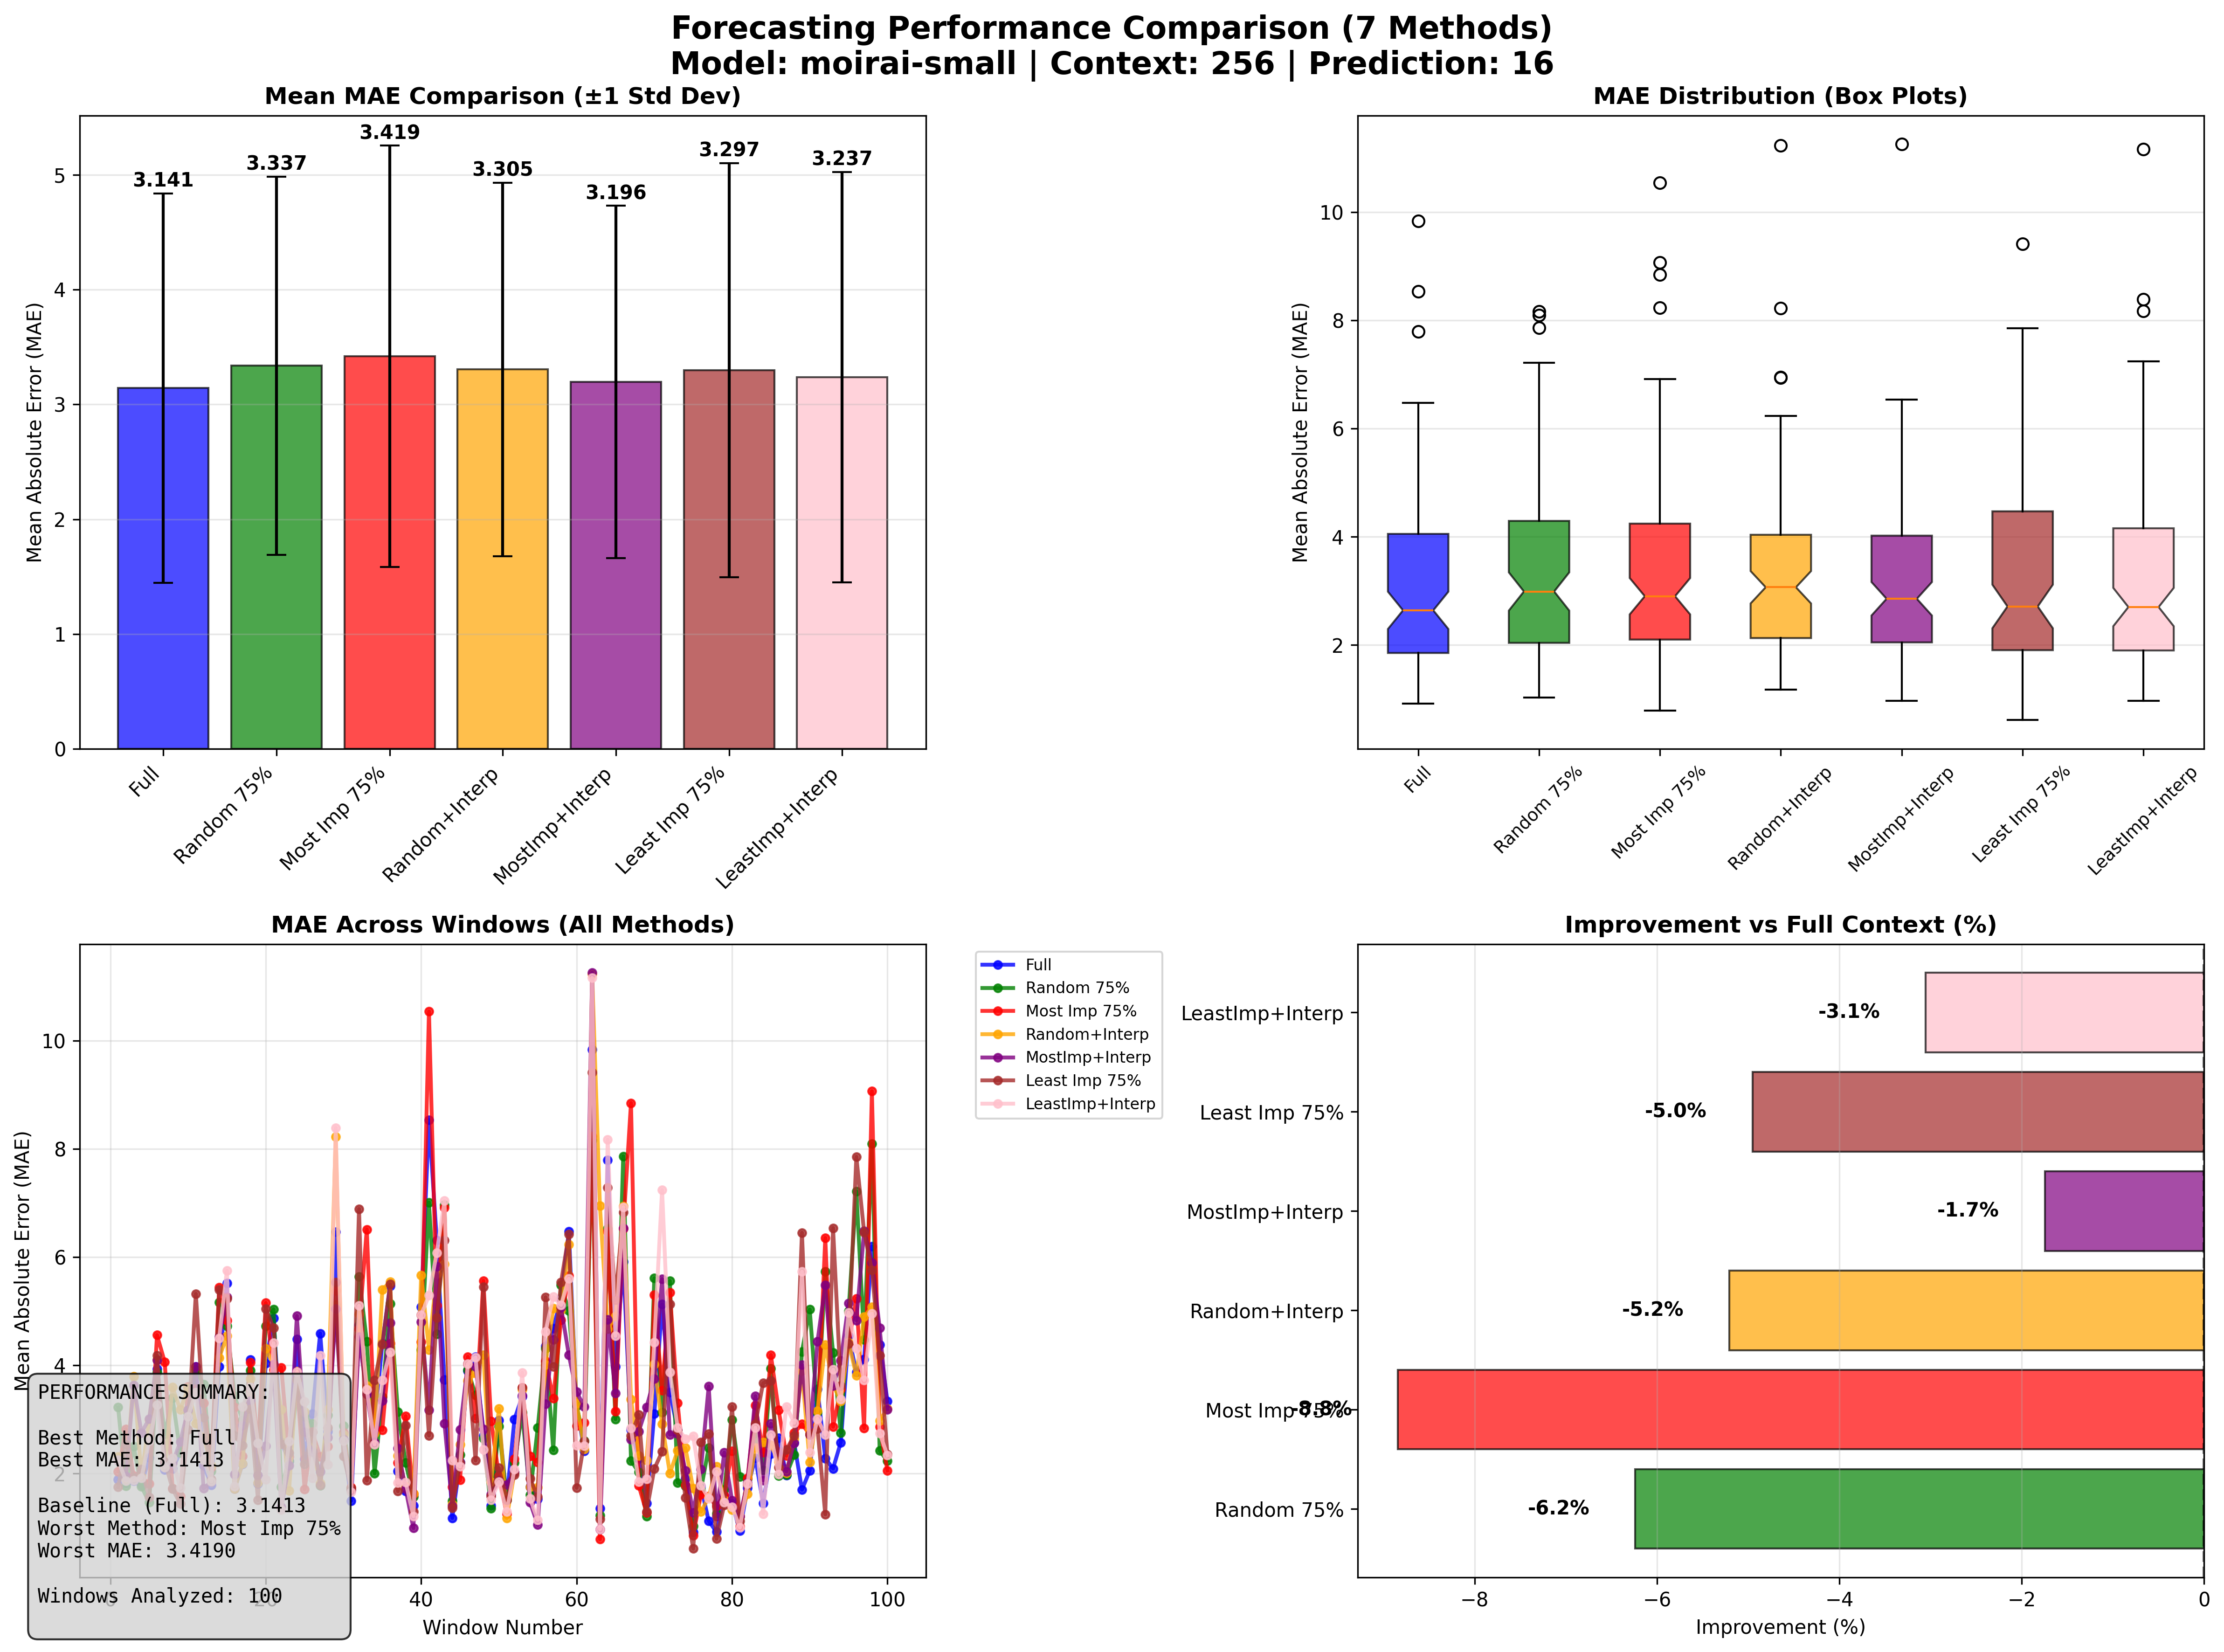 Forecasting Performance Comparison (7 Methods)
Model: moirai-small | Context: 256 | Prediction: 16
Mean MAE Comparison (±1 Std Dev)
Mean Absolute Error (MAE)
5
4
3
2
1
0
3.141
3.337
3.419
3.305
3.196
3.297
3.237
Full
Random 75%
Most Imp 75%
Random+Interp
MostImp+Interp
Least Imp 75%
LeastImp+Interp
MAE Distribution (Box Plots)
Mean Absolute Error (MAE)
10
8
6
4
2
Full
Random 75%
Most Imp 75%
Random+Interp
MostImp+Interp
Least Imp 75%
LeastImp+Interp
MAE Across Windows (All Methods)
Mean Absolute Error (MAE)
10
8
6
4
2
0
20
40
60
80
100
Window Number
Full
Random 75%
Most Imp 75%
Random+Interp
MostImp+Interp
Least Imp 75%
LeastImp+Interp
PERFORMANCE SUMMARY:
Best Method: Full
Best MAE: 3.1413
Baseline (Full): 3.1413
Worst Method: Most Imp 75%
Worst MAE: 3.4190
Windows Analyzed: 100
Improvement vs Full Context (%)
LeastImp+Interp
-3.1%
Least Imp 75%
-5.0%
MostImp+Interp
-1.7%
Random+Interp
-5.2%
Most Imp 75%
-8.8%
Random 75%
-6.2%
−8
−6
−4
−2
0
Improvement (%)